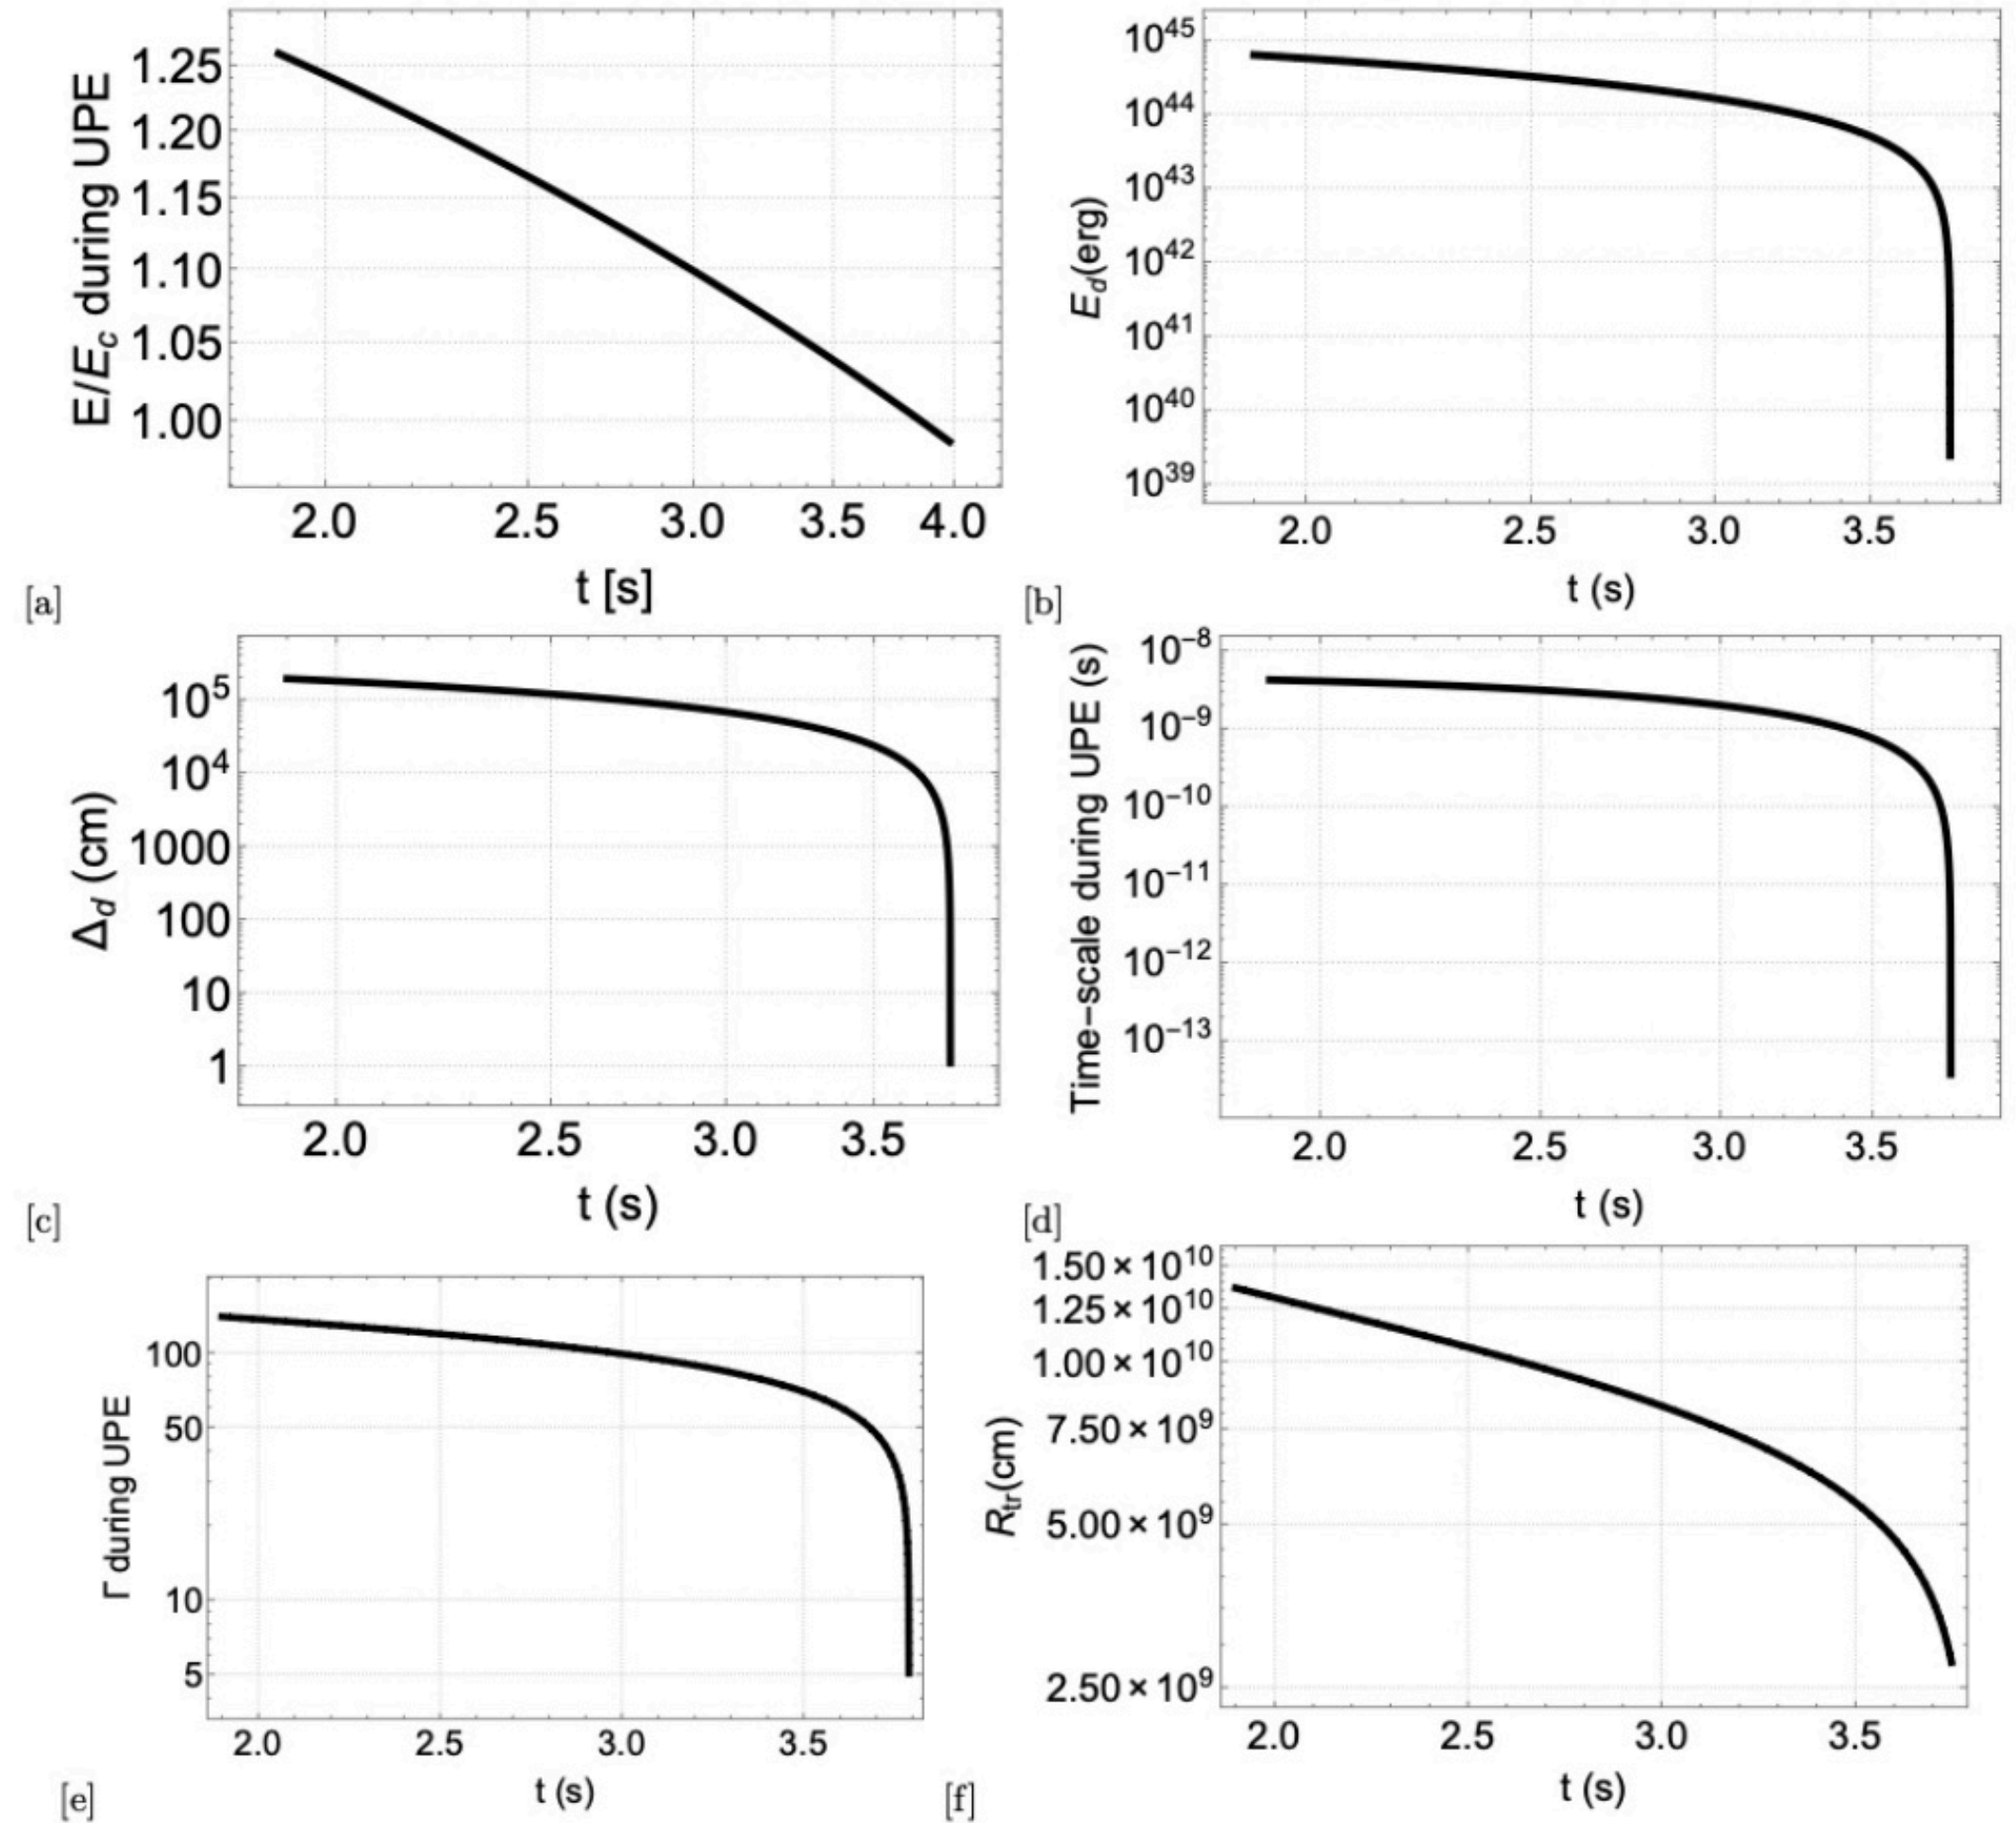 E/E_c during UPE
1.25
1.20
1.15
1.10
1.05
1.00
2.0 2.5 3.0 3.5 4.0
t [s]
[a]
E_d(erg)
10^45
10^44
10^43
10^42
10^41
10^40
10^39
2.0 2.5 3.0 3.5
t (s)
[b]
Δ_d (cm)
10^5
10^4
1000
100
10
1
2.0 2.5 3.0 3.5
t (s)
[c]
Time-scale during UPE (s)
10^-8
10^-9
10^-10
10^-11
10^-12
10^-13
2.0 2.5 3.0 3.5
t (s)
[d]
Γ during UPE
100
50
10
5
2.0 2.5 3.0 3.5
t (s)
[e]
R_tr(cm)
1.50×10^10
1.25×10^10
1.00×10^10
7.50×10^9
5.00×10^9
2.50×10^9
2.0 2.5 3.0 3.5
t (s)
[f]